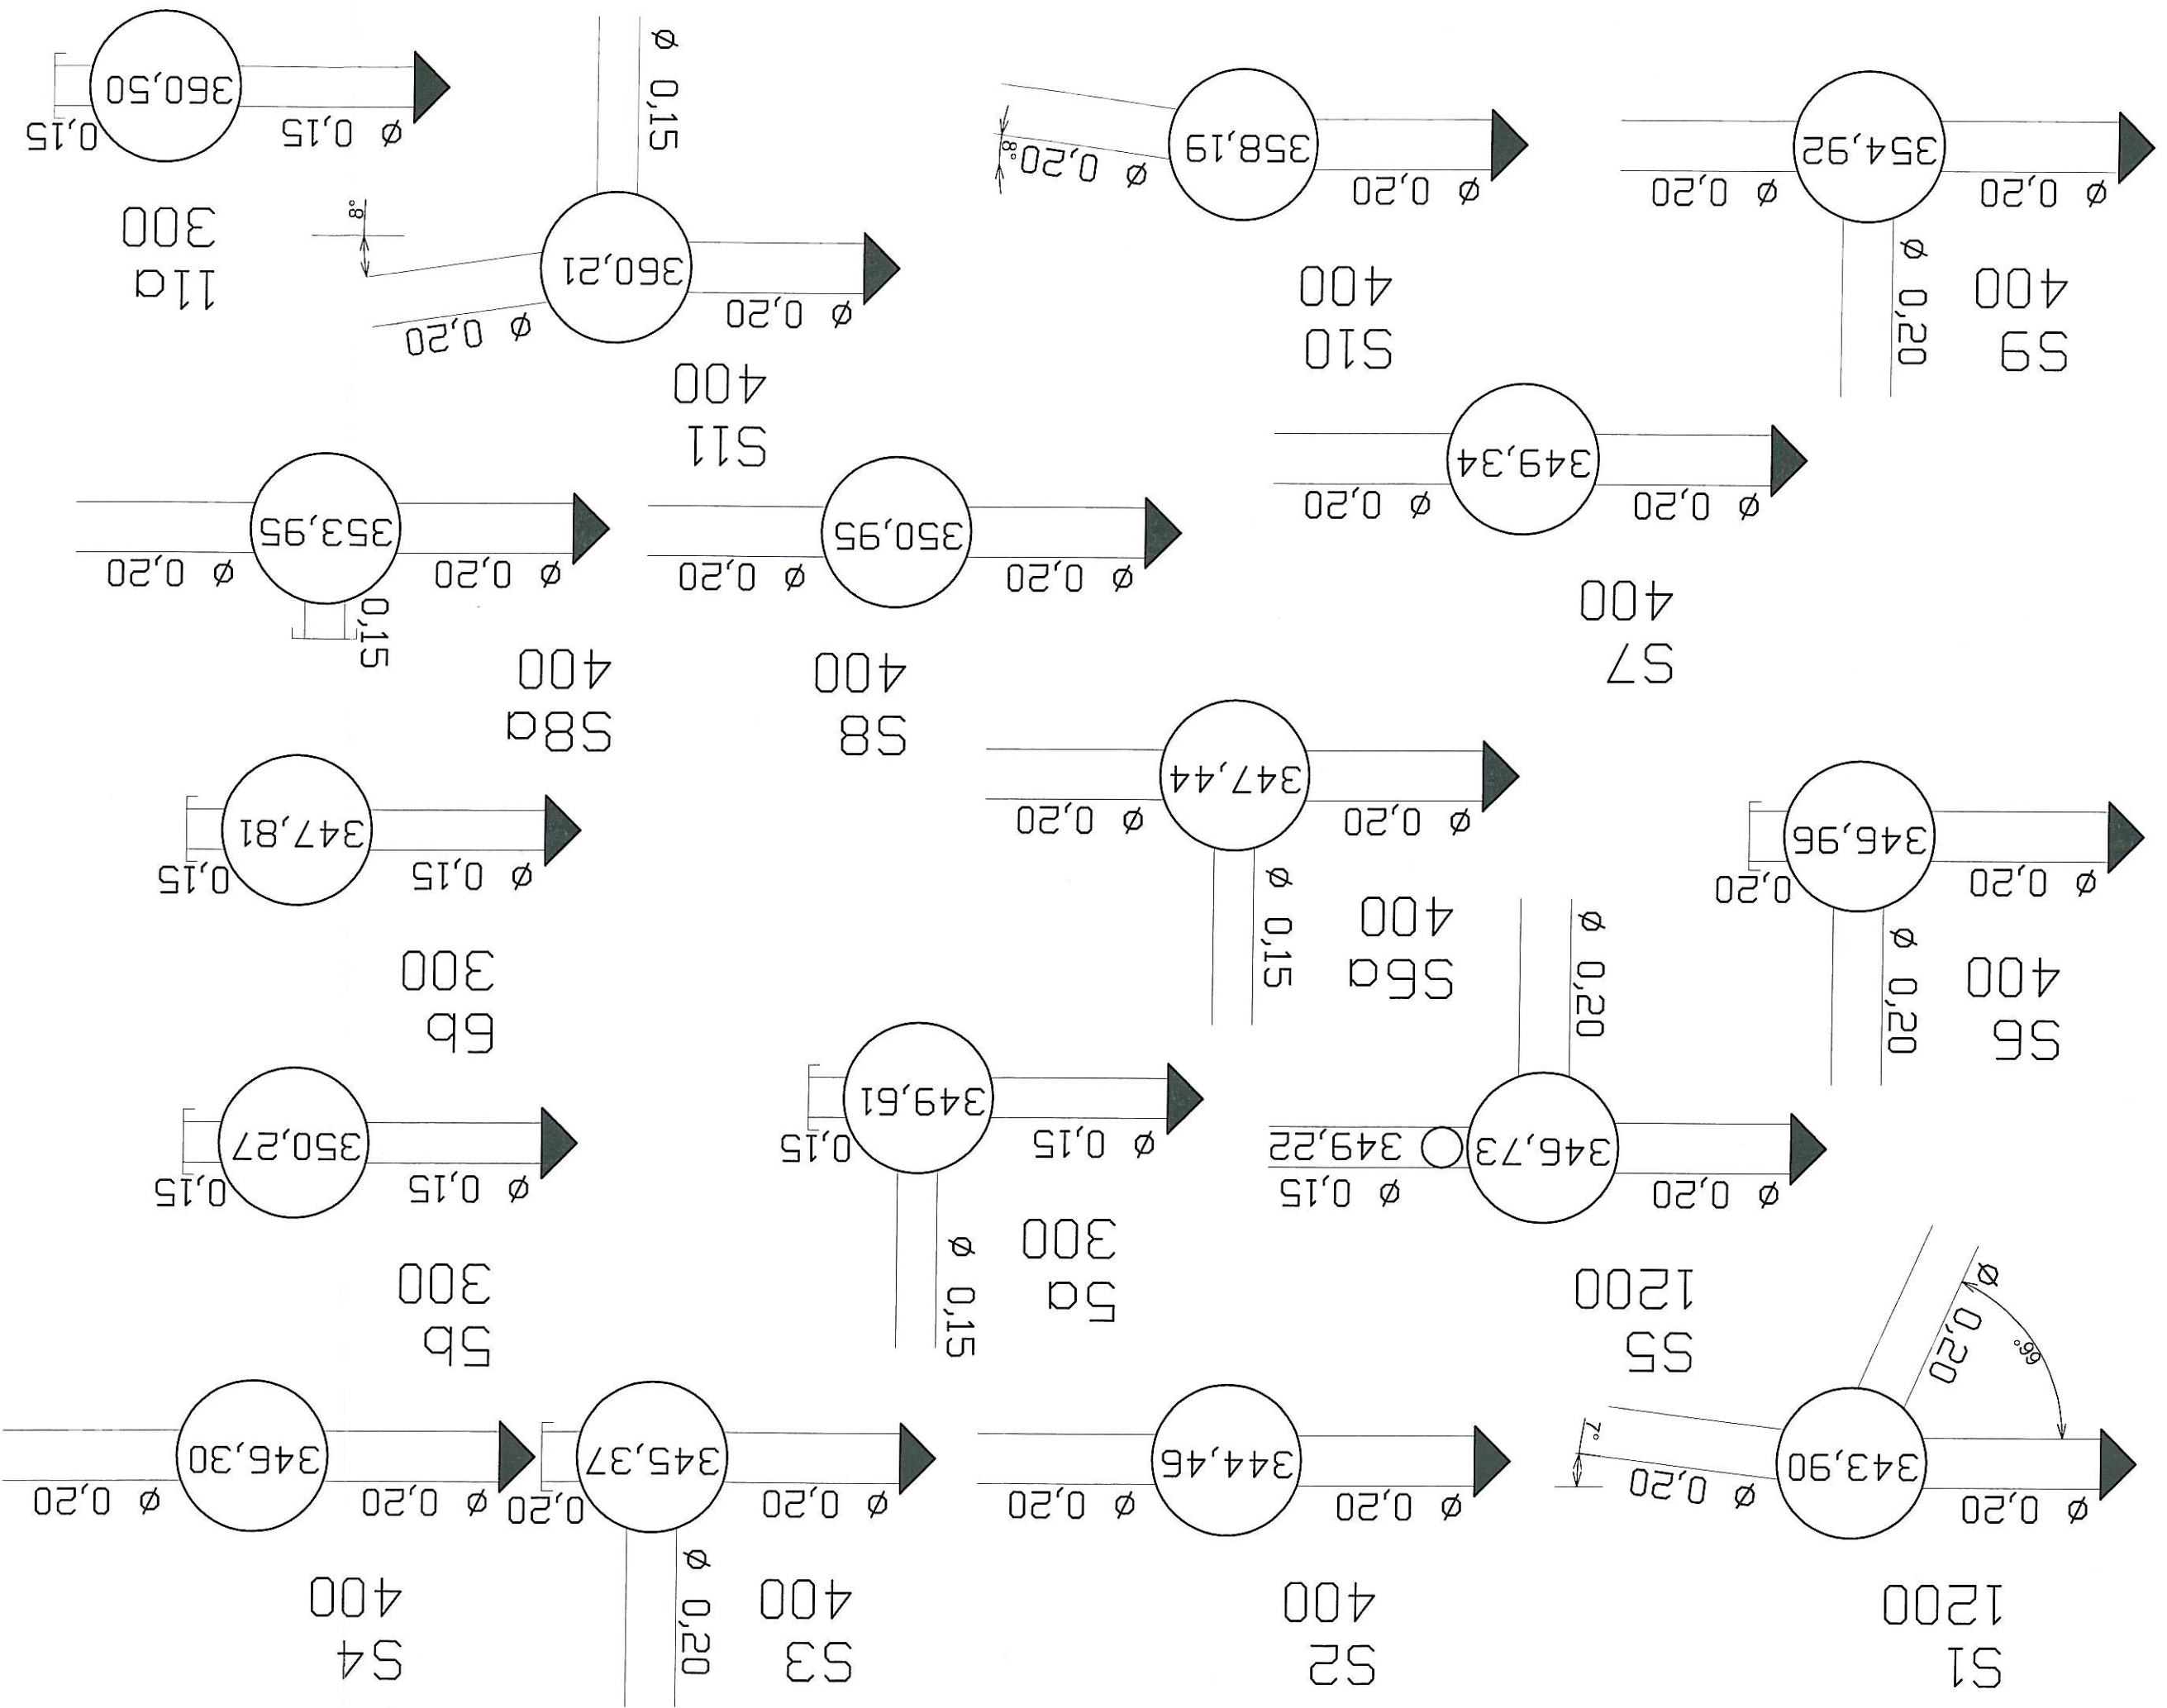 S1
1200
Ø 0,20
343,90
Ø 0,20
7°
Ø 0,20
66°
S2
400
Ø 0,20
344,46
Ø 0,20
S3
400
Ø 0,20
345,37
0,20
Ø 0,20
S4
400
Ø 0,20
346,30
Ø 0,20
S5
1200
Ø 0,20
346,73
349,22
Ø 0,15
Ø 0,20
5a
300
Ø 0,15
349,61
0,15
Ø 0,15
5b
300
Ø 0,15
350,27
0,15
S6
400
Ø 0,20
346,96
0,20
Ø 0,20
S6a
400
Ø 0,20
347,44
Ø 0,20
Ø 0,15
6b
300
Ø 0,15
347,81
0,15
S7
400
Ø 0,20
349,34
Ø 0,20
S8
400
Ø 0,20
350,95
Ø 0,20
S8a
400
Ø 0,20
353,95
Ø 0,20
0,15
S9
400
Ø 0,20
354,92
Ø 0,20
Ø 0,20
S10
400
Ø 0,20
358,19
Ø 0,20
8°
S11
400
Ø 0,20
360,21
Ø 0,20
8°
Ø 0,15
11a
300
Ø 0,15
360,50
0,15